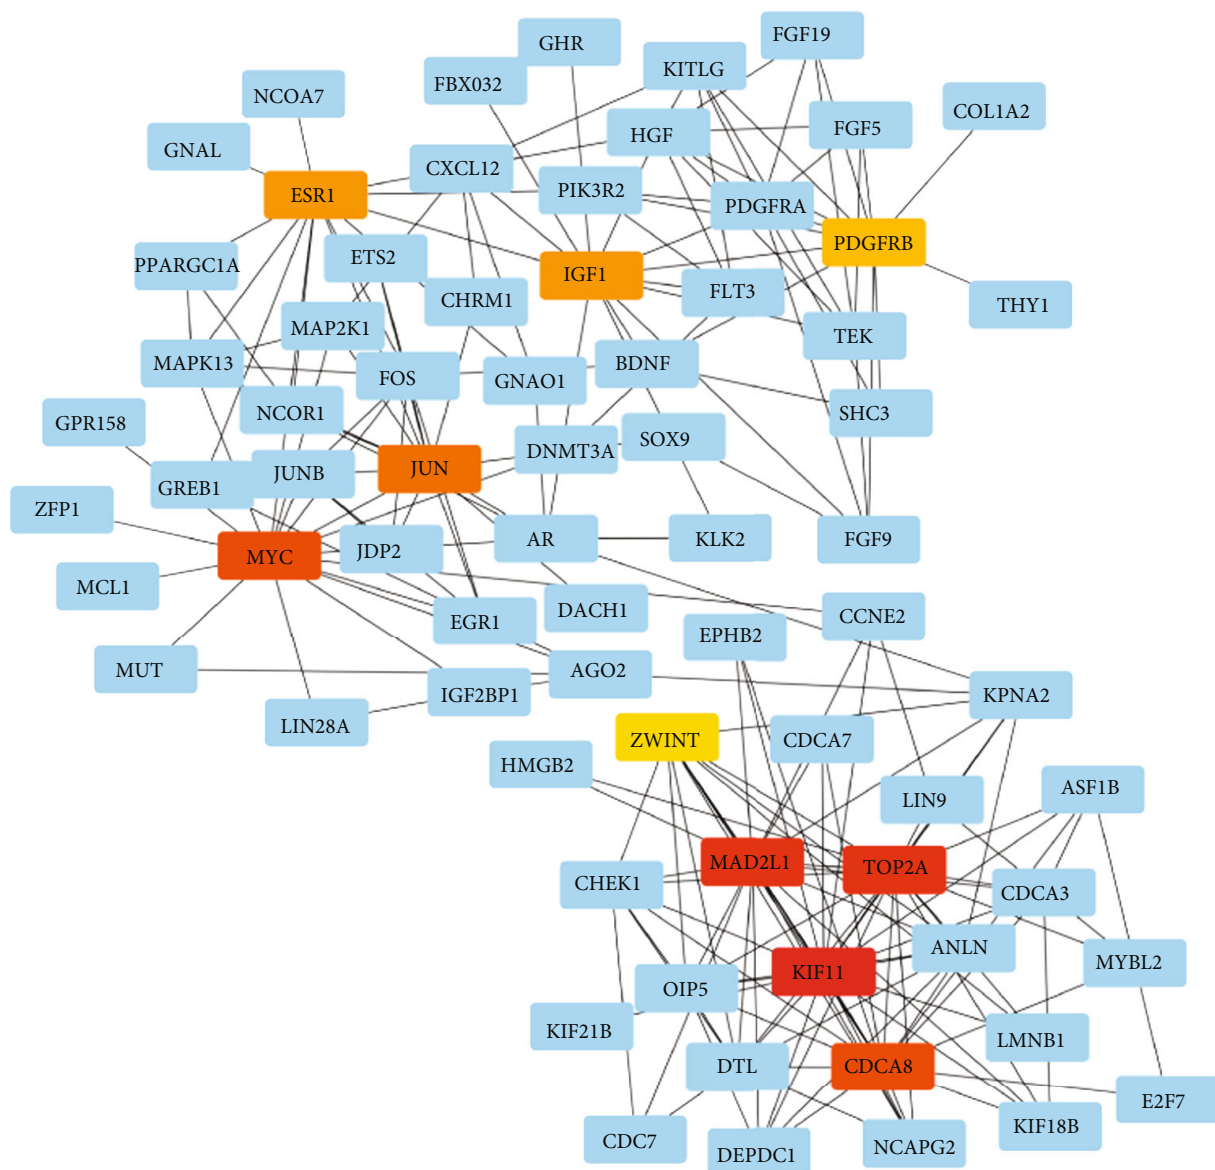 FGF19
GHR
KITLG
FBX032
NCOA7
COL1A2
HGF
FGF5
GNAL
CXCL12
ESR1
PIK3R2
PDGFRA
PDGFRB
ETS2
PPARGC1A
IGF1
FLT3
CHRM1
THY1
MAP2K1
TEK
MAPK13
BDNF
FOS
GNAO1
NCOR1
SHC3
GPR158
SOX9
DNMT3A
JUN
JUNB
GREB1
ZFP1
AR
KLK2
FGF9
MYC
JDP2
MCL1
DACH1
CCNE2
EGR1
EPHB2
MUT
AGO2
IGF2BP1
KPNA2
LIN28A
ZWINT
CDCA7
HMGB2
ASF1B
LIN9
MAD2L1
TOP2A
CHEK1
CDCA3
ANLN
MYBL2
KIF11
OIP5
KIF21B
LMNB1
DTL
CDCA8
E2F7
KIF18B
CDC7
NCAPG2
DEPDC1